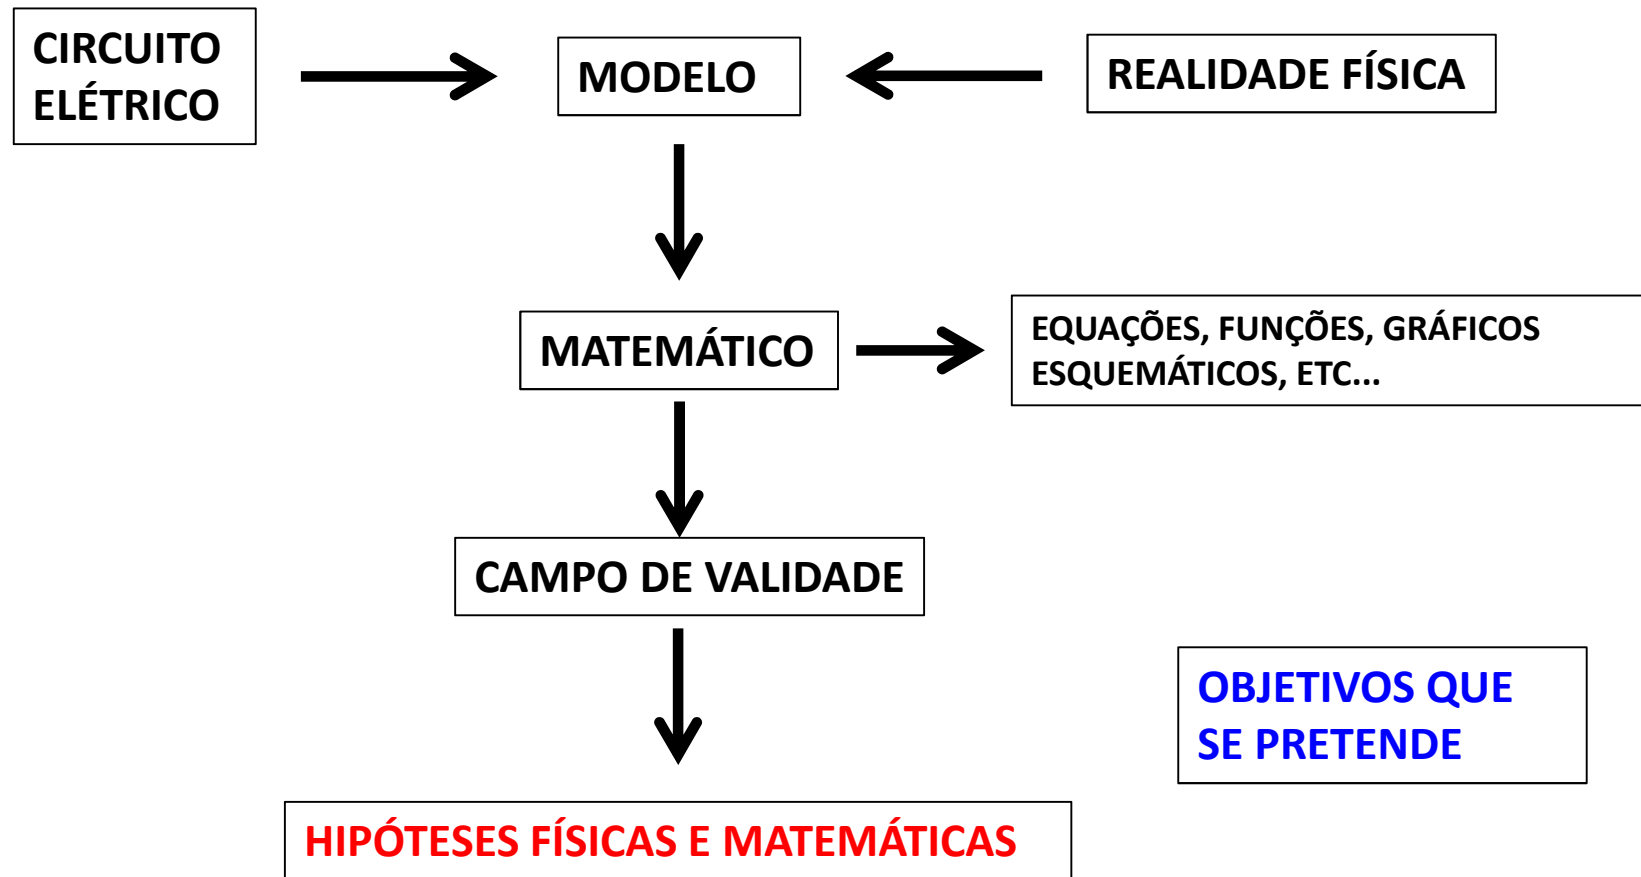 CIRCUITO
ELÉTRICO
MODELO
REALIDADE FÍSICA
MATEMÁTICO
EQUAÇÕES, FUNÇÕES, GRÁFICOS
ESQUEMÁTICOS, ETC...
CAMPO DE VALIDADE
OBJETIVOS QUE
SE PRETENDE
HIPÓTESES FÍSICAS E MATEMÁTICAS